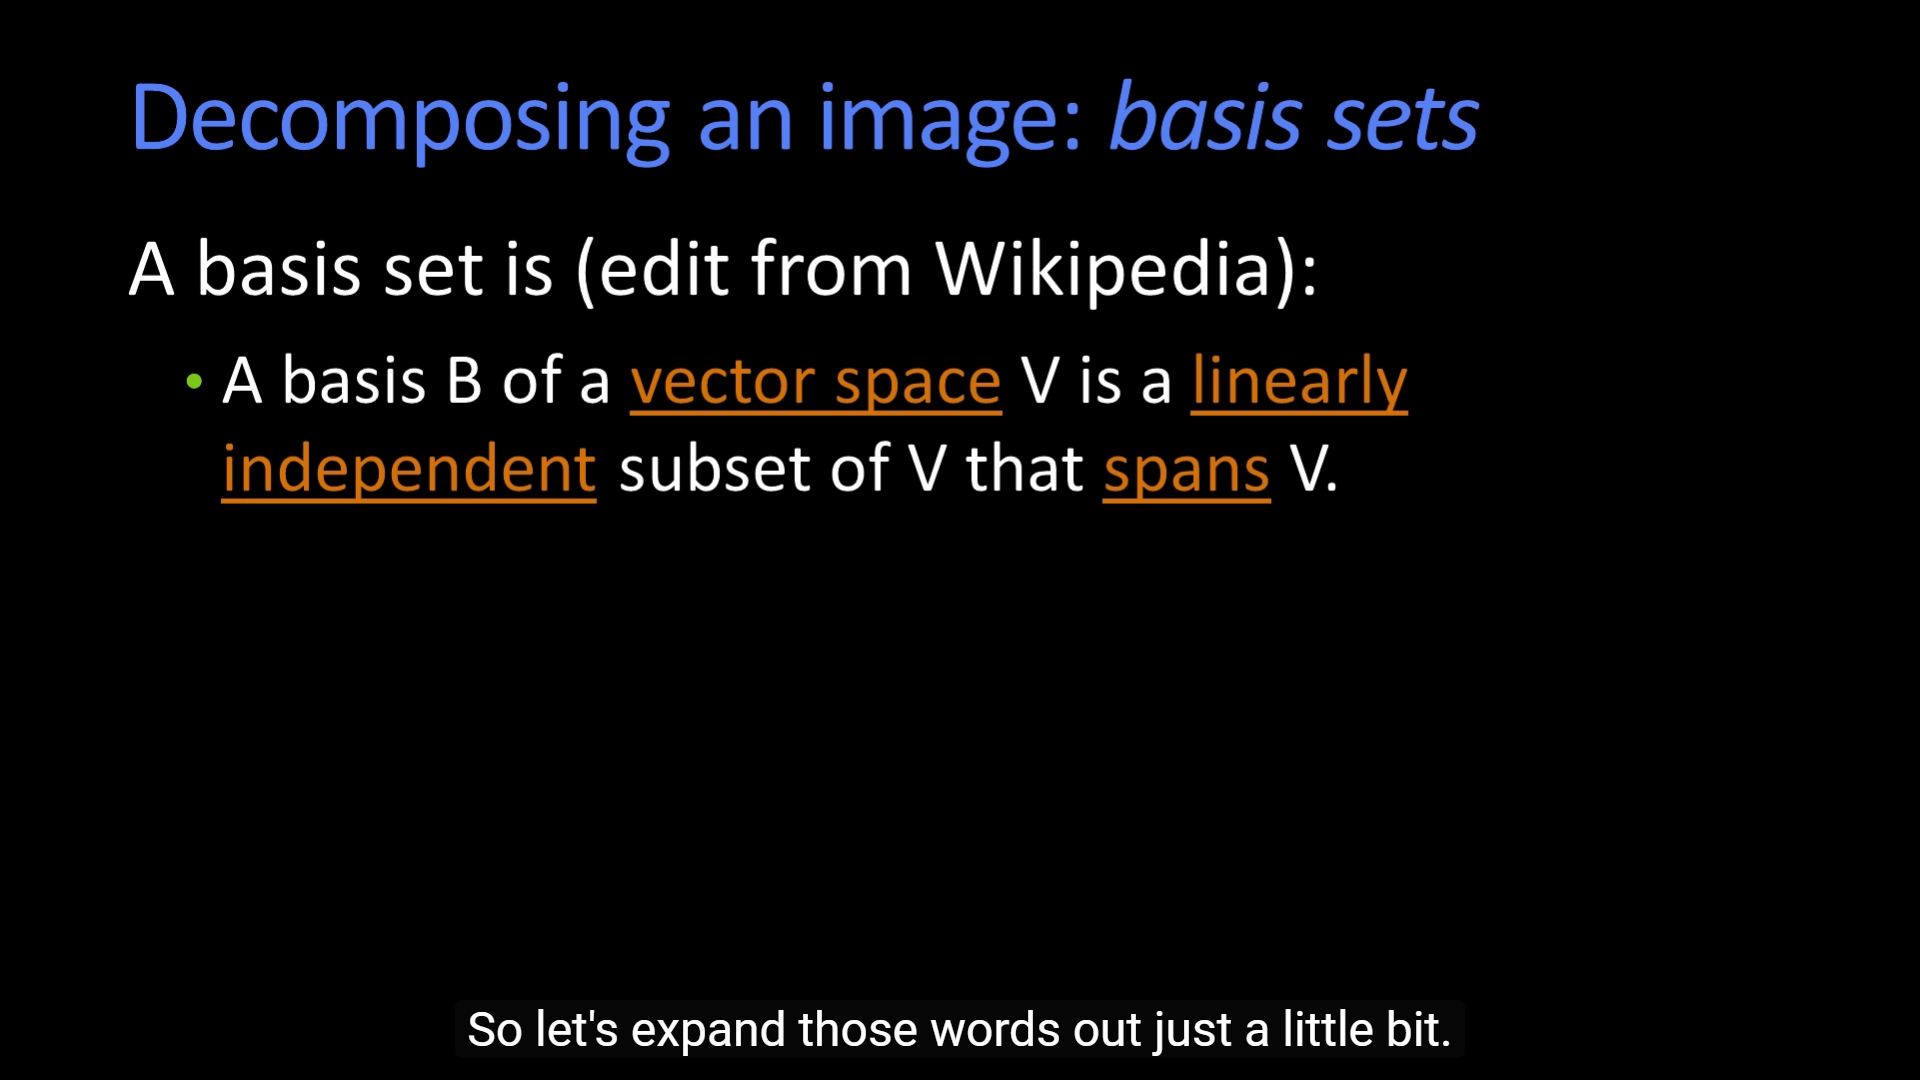 Decomposing an image: basis sets
A basis set is (edit from Wikipedia):
• A basis B of a vector space V is a linearly
independent subset of V that spans V.
So let's expand those words out just a little bit.